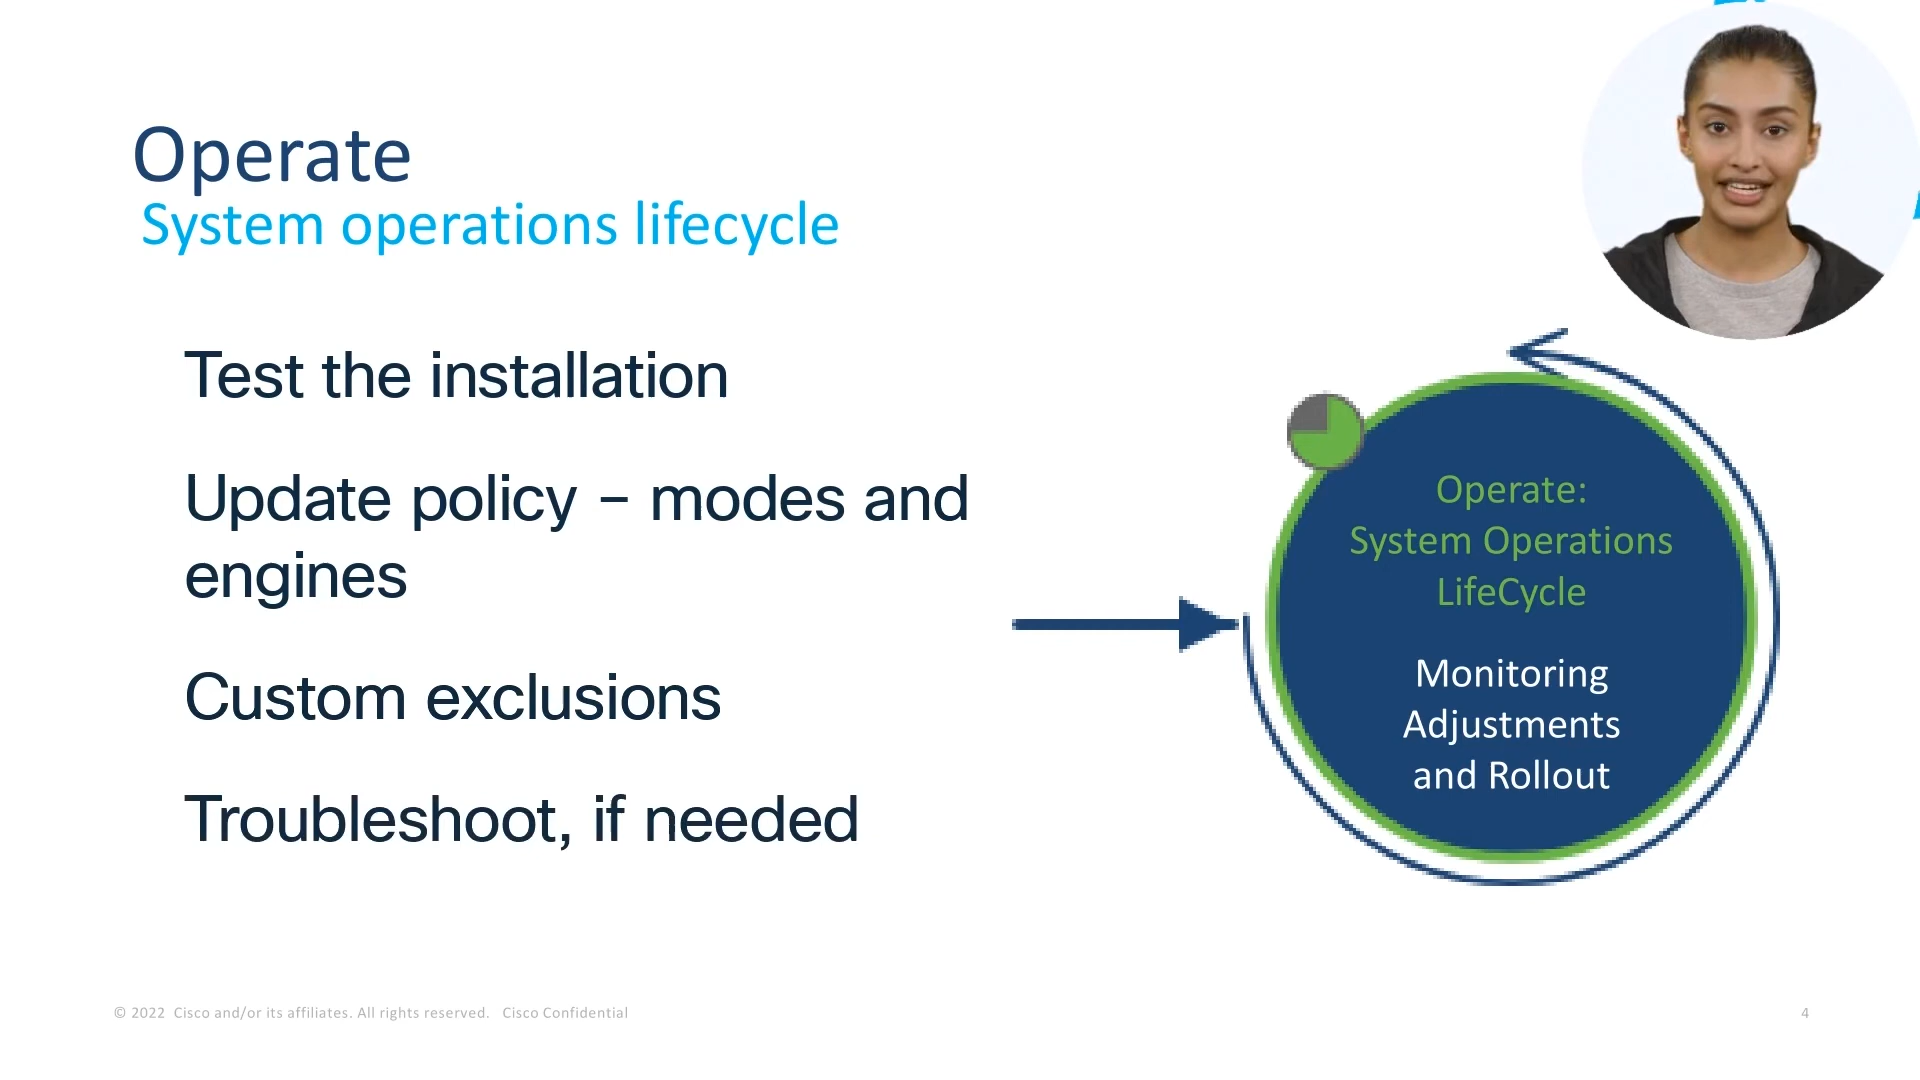 Operate
System operations lifecycle
Test the installation
Update policy – modes and
engines
Custom exclusions
Troubleshoot, if needed
Operate:
System Operations
LifeCycle
Monitoring
Adjustments
and Rollout
© 2022 Cisco and/or its affiliates. All rights reserved. Cisco Confidential
4